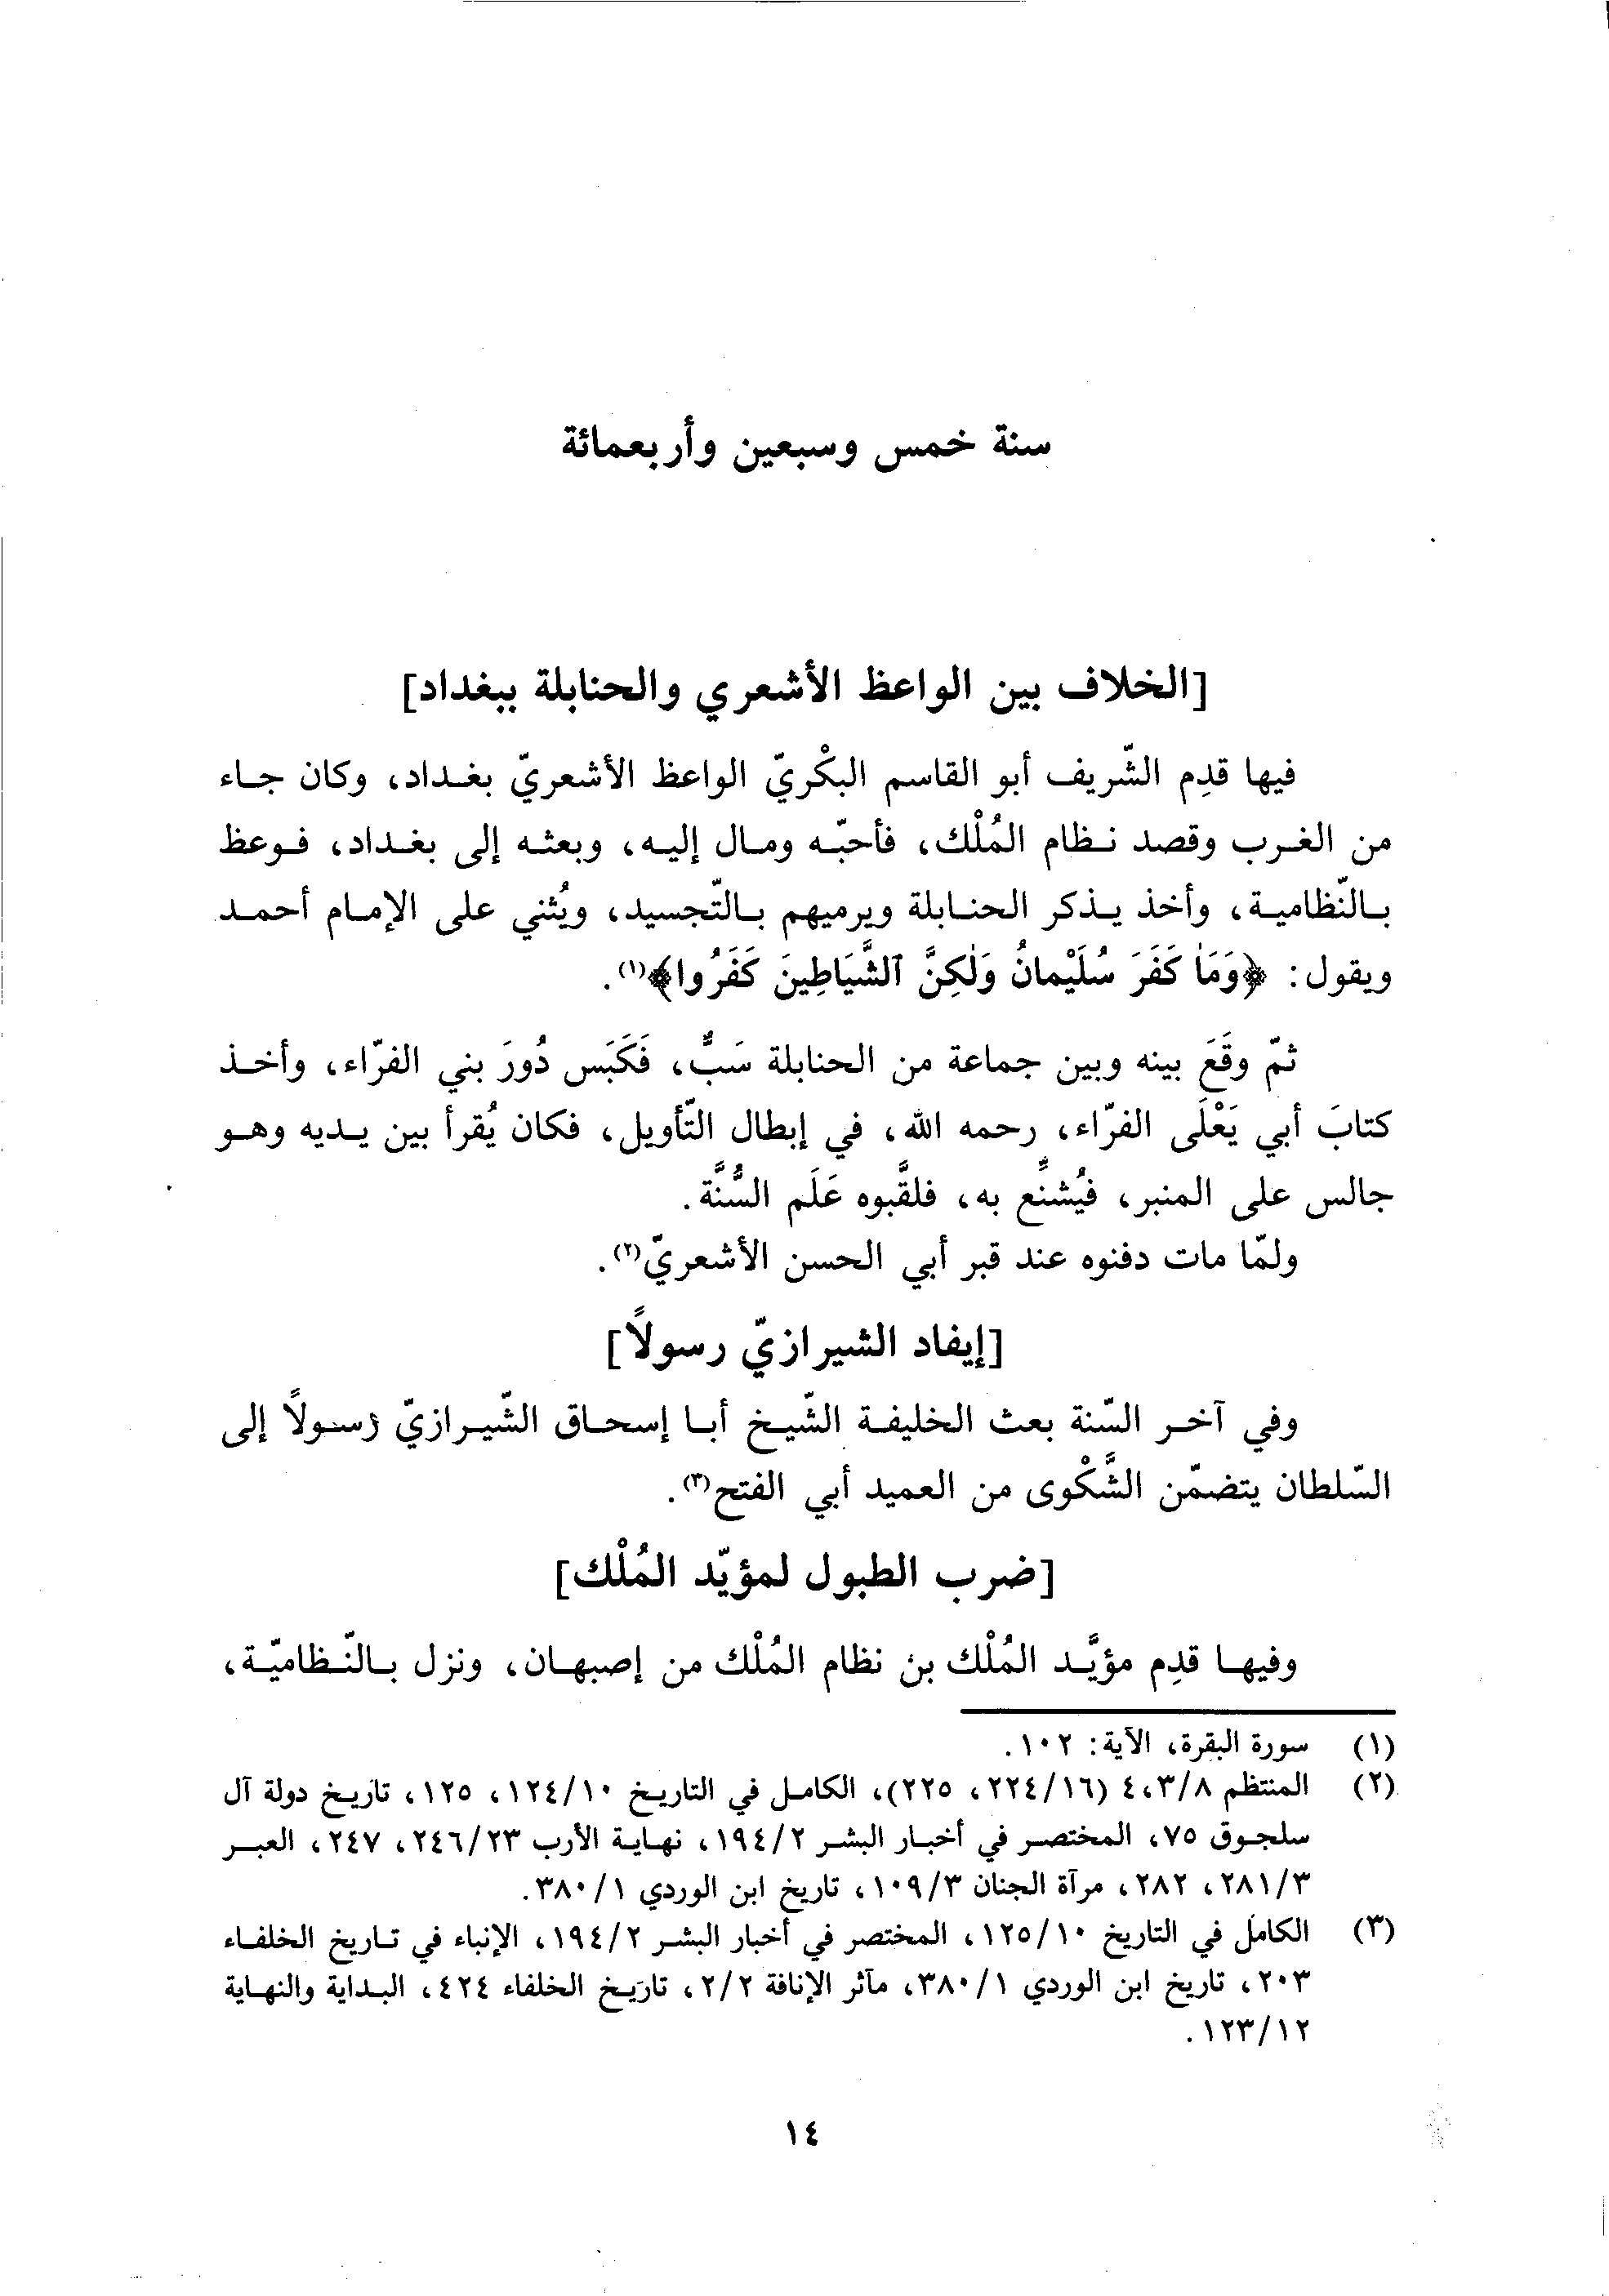 سنة خمس وسبعين وأربعمائة
[الخلاف بين الواعظ الأشعري والحنابلة ببغداد]
فيها قدِم الشّريف أبو القاسم البكْريّ الواعظ الأشعريّ بغداد، وكان جاء
من الغرب وقصد نظام المُلْك، فأحبّه ومال إليه، وبعثه إلى بغداد، فوعظ
بالنّظامية، وأخذ يذكر الحنابلة ويرميهم بالتّجسيد، ويُثني على الإمام أحمد
ويقول: ﴿وَمَا كَفَرَ سُلَيْمانُ وَلٰكِنَّ ٱلشَّيَاطِينَ كَفَرُوا﴾(١).
ثمّ وقَعَ بينه وبين جماعة من الحنابلة سَبٌّ، فَكَبَس دُورَ بني الفرّاء، وأخذ
كتابَ أبي يَعْلَى الفرّاء، رحمه الله، في إبطال التّأويل، فكان يُقرأ بين يديه وهو
جالس على المنبر، فيُشنِّع به، فلقَّبوه عَلَم السُّنَّة.
ولمّا مات دفنوه عند قبر أبي الحسن الأشعريّ(٢).
[إيفاد الشيرازيّ رسولاً]
وفي آخر السّنة بعث الخليفة الشّيخ أبا إسحاق الشّيرازيّ رسولاً إلى
السّلطان يتضمّن الشَّكْوى من العميد أبي الفتح(٣).
[ضرب الطبول لمؤيّد المُلْك]
وفيها قدِم مؤيَّد المُلْك بن نظام المُلْك من إصبهان، ونزل بالنّظاميّة،
(١) سورة البقرة، الآية: ١٠٢.
(٢) المنتظم ٣/٨، ٤ (٢٢٤/١٦، ٢٢٥)، الكامل في التاريخ ١٢٤/١٠، ١٢٥، تاريخ دولة آل
سلجوق ٧٥، المختصر في أخبار البشر ١٩٤/٢، نهاية الأرب ٢٤٦/٢٣، ٢٤٧، العبر
٢٨١/٣، ٢٨٢، مرآة الجنان ١٠٩/٣، تاريخ ابن الوردي ٣٨٠/١.
(٣) الكامل في التاريخ ١٢٥/١٠، المختصر في أخبار البشر ١٩٤/٢، الإنباء في تاريخ الخلفاء
٢٠٣، تاريخ ابن الوردي ٣٨٠/١، مآثر الإنافة ٢/٢، تاريخ الخلفاء ٤٢٤، البداية والنهاية
١٢٣/١٢.
١٤